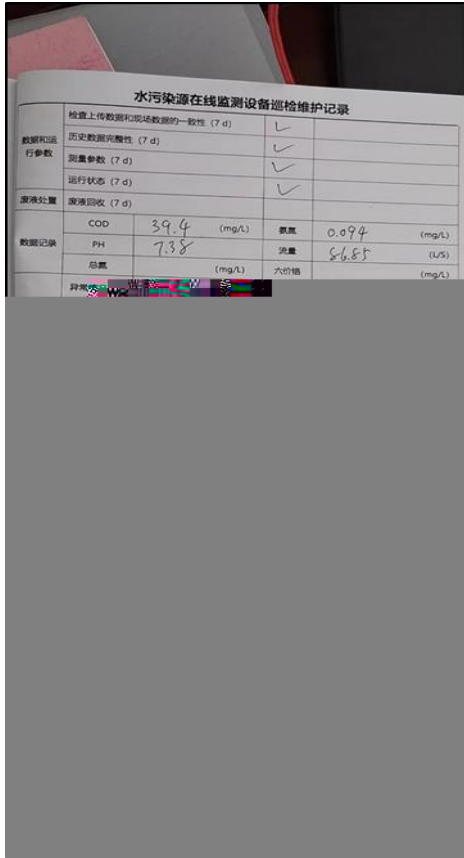 水污染源在线监测设备巡检维护记录
数据和运行参数 检查上传数据和现场数据的一致性 (7 d) ✓
历史数据完整性 (7 d) ✓
测量参数 (7 d) ✓
运行状态 (7 d) ✓
废液处置 废液回收 (7 d)
数据记录 COD 39.4 (mg/L) 氨氮 0.094 (mg/L)
PH 7.38 流量 86.85 (L/S)
总氮 (mg/L) 六价铬 (mg/L)
异常